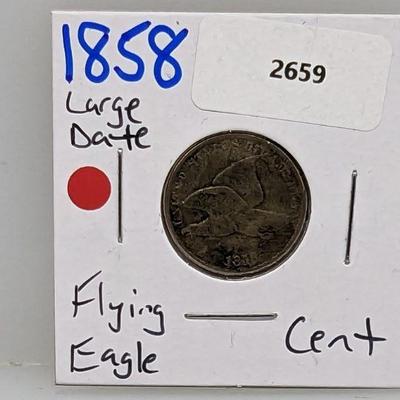 1858
2659
Large
Date
Flying
Eagle
Cent